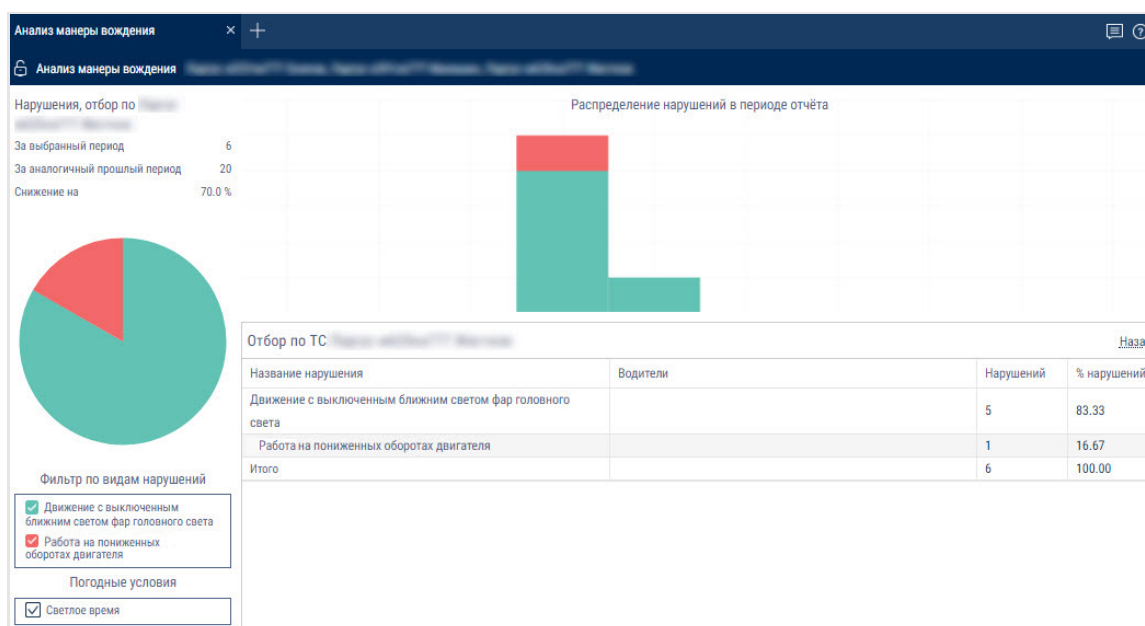 Анализ манеры вождения
Анализ манеры вождения
Нарушения, отбор по
За выбранный период 6
За аналогичный прошлый период 20
Снижение на 70.0 %
Распределение нарушений в периоде отчёта
Отбор по ТС
Наза
Название нарушения Водители Нарушений % нарушений
Движение с выключенным ближним светом фар головного
света 5 83.33
Работа на пониженных оборотах двигателя 1 16.67
Итого 6 100.00
Фильтр по видам нарушений
Движение с выключенным
ближним светом фар головного света
Работа на пониженных
оборотах двигателя
Погодные условия
Светлое время